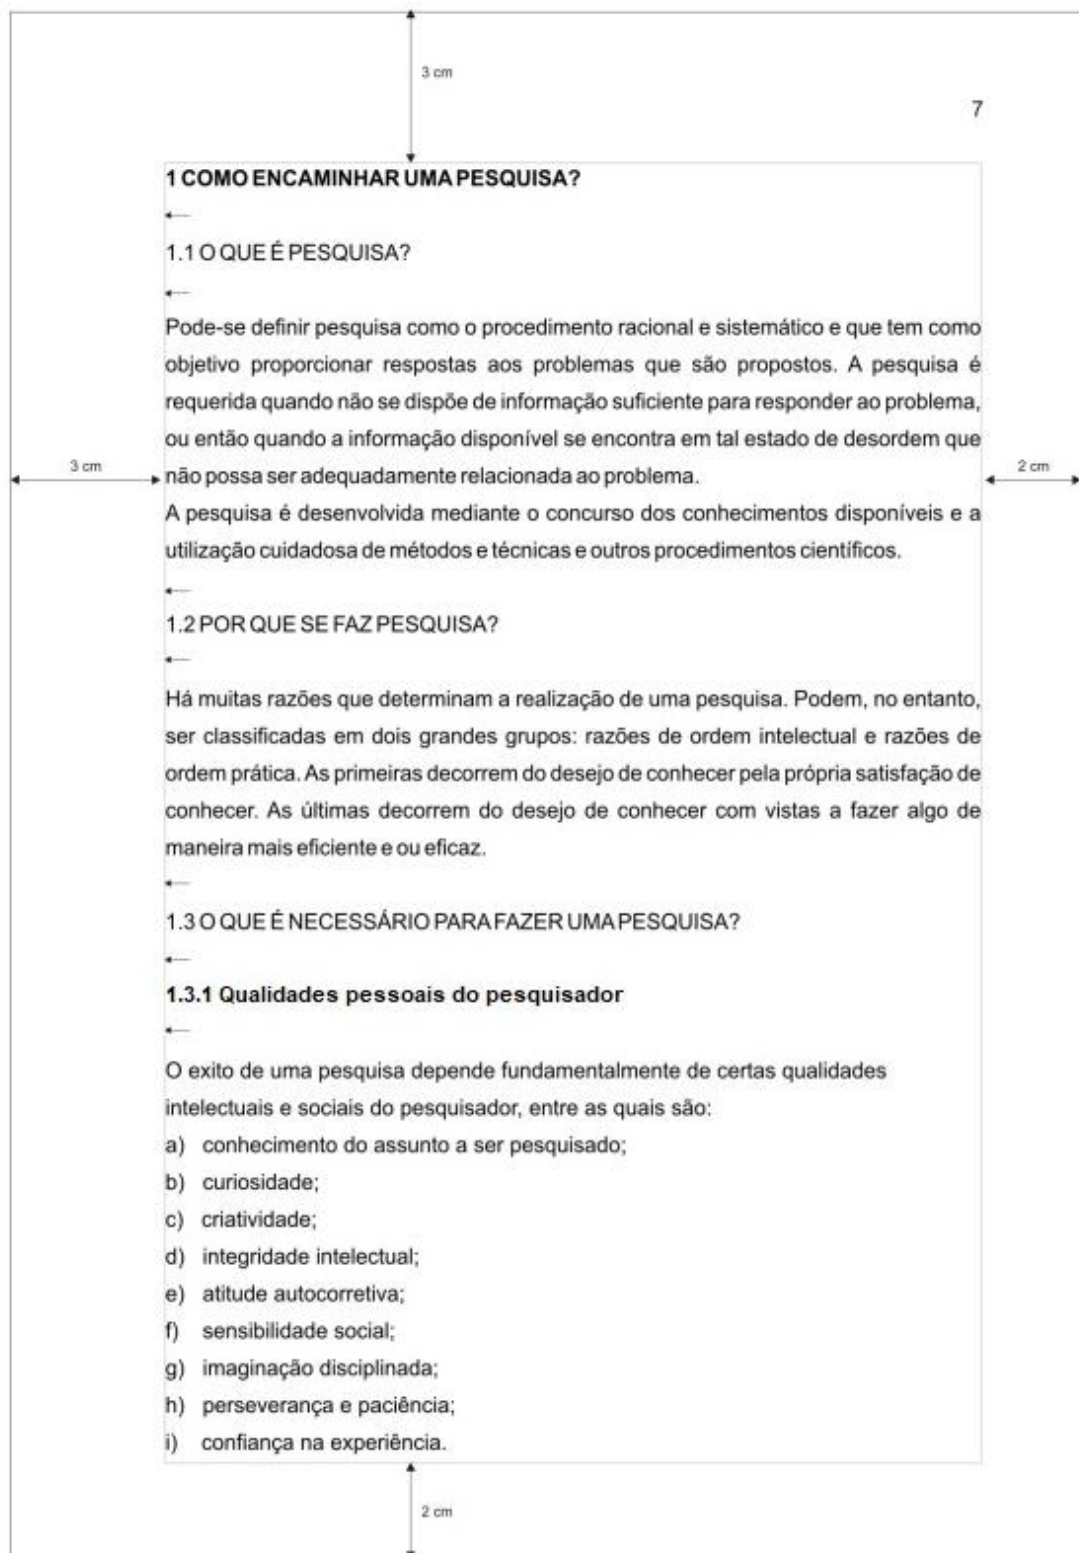 3 cm
7
1 COMO ENCAMINHAR UMA PESQUISA?
1.1 O QUE É PESQUISA?
Pode-se definir pesquisa como o procedimento racional e sistemático e que tem como
objetivo proporcionar respostas aos problemas que são propostos. A pesquisa é
requerida quando não se dispõe de informação suficiente para responder ao problema,
ou então quando a informação disponível se encontra em tal estado de desordem que
3 cm
não possa ser adequadamente relacionada ao problema.
2 cm
A pesquisa é desenvolvida mediante o concurso dos conhecimentos disponíveis e a
utilização cuidadosa de métodos e técnicas e outros procedimentos científicos.
1.2 POR QUE SE FAZ PESQUISA?
Há muitas razões que determinam a realização de uma pesquisa. Podem, no entanto,
ser classificadas em dois grandes grupos: razões de ordem intelectual e razões de
ordem prática. As primeiras decorrem do desejo de conhecer pela própria satisfação de
conhecer. As últimas decorrem do desejo de conhecer com vistas a fazer algo de
maneira mais eficiente e ou eficaz.
1.3 O QUE É NECESSÁRIO PARA FAZER UMA PESQUISA?
1.3.1 Qualidades pessoais do pesquisador
O exito de uma pesquisa depende fundamentalmente de certas qualidades
intelectuais e sociais do pesquisador, entre as quais são:
a) conhecimento do assunto a ser pesquisado;
b) curiosidade;
c) criatividade;
d) integridade intelectual;
e) atitude autocorretiva;
f) sensibilidade social;
g) imaginação disciplinada;
h) perseverança e paciência;
i) confiança na experiência.
2 cm